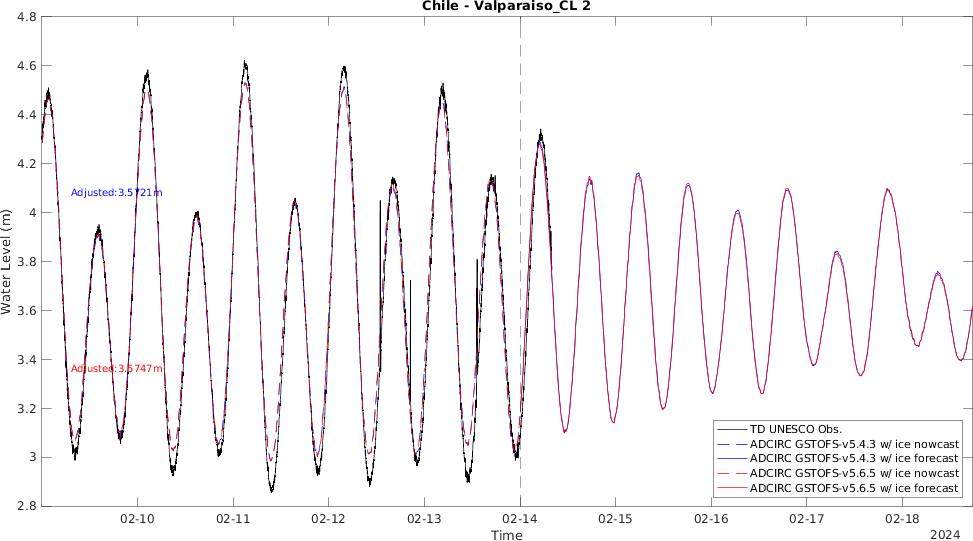 Chile - Valparaiso_CL 2
4.8
4.6
4.4
4.2
4
3.8
3.6
3.4
3.2
3
2.8
Water Level (m)
Adjusted:3.5721m
Adjusted:3.5747m
TD UNESCO Obs.
ADCIRC GSTOFS-v5.4.3 w/ ice nowcast
ADCIRC GSTOFS-v5.4.3 w/ ice forecast
ADCIRC GSTOFS-v5.6.5 w/ ice nowcast
ADCIRC GSTOFS-v5.6.5 w/ ice forecast
02-10 02-11 02-12 02-13 02-14 02-15 02-16 02-17 02-18
Time
2024